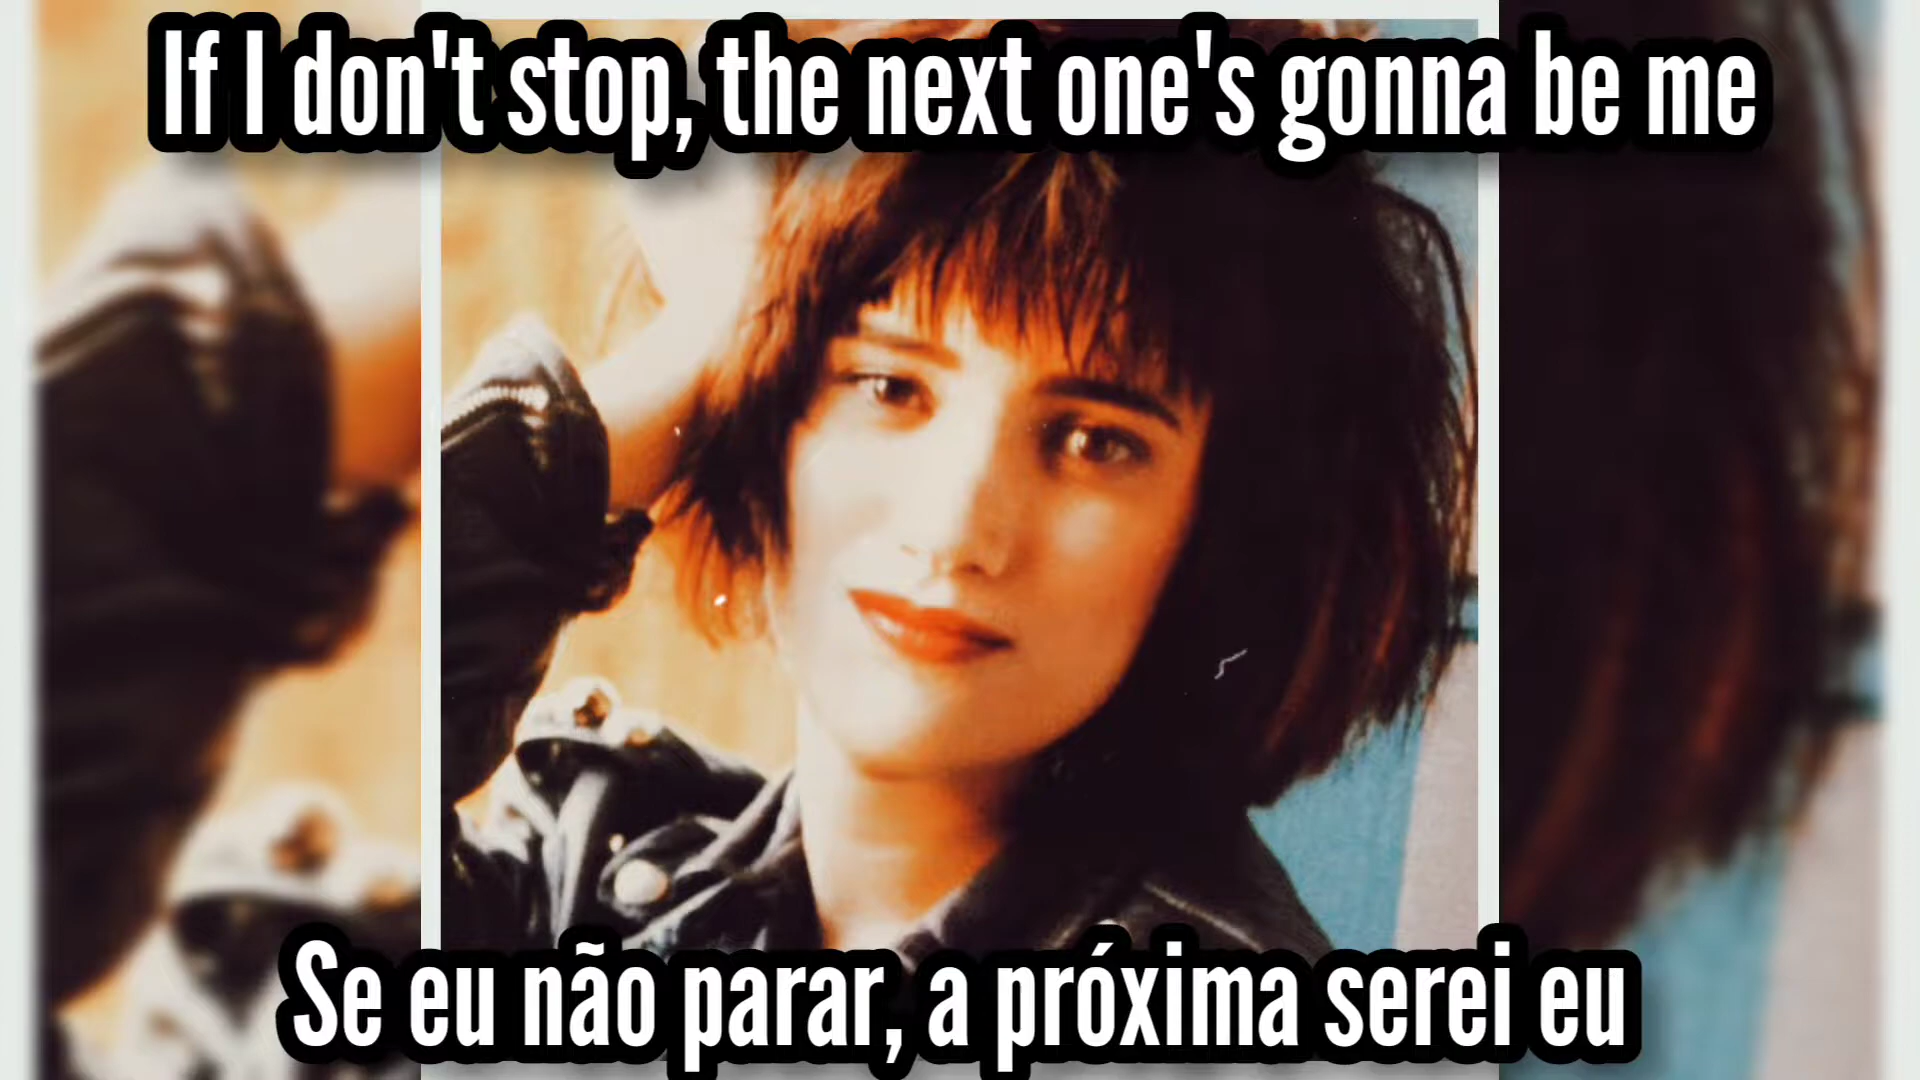 If I don't stop, the next one's gonna be me
Se eu não parar, a próxima serei eu